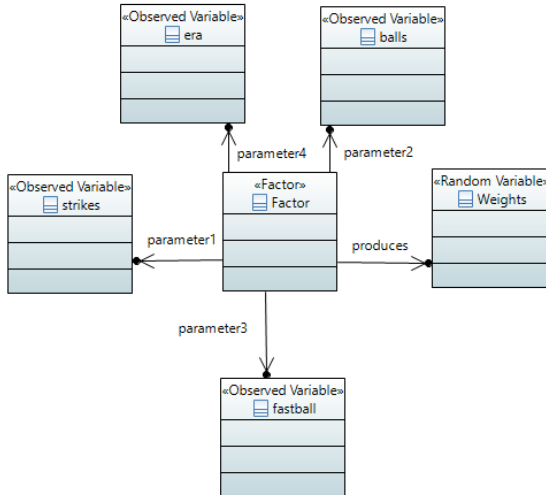 «Observed Variable»
era
«Observed Variable»
balls
parameter4
parameter2
«Observed Variable»
strikes
«Factor»
Factor
«Random Variable»
Weights
parameter1
produces
parameter3
«Observed Variable»
fastball